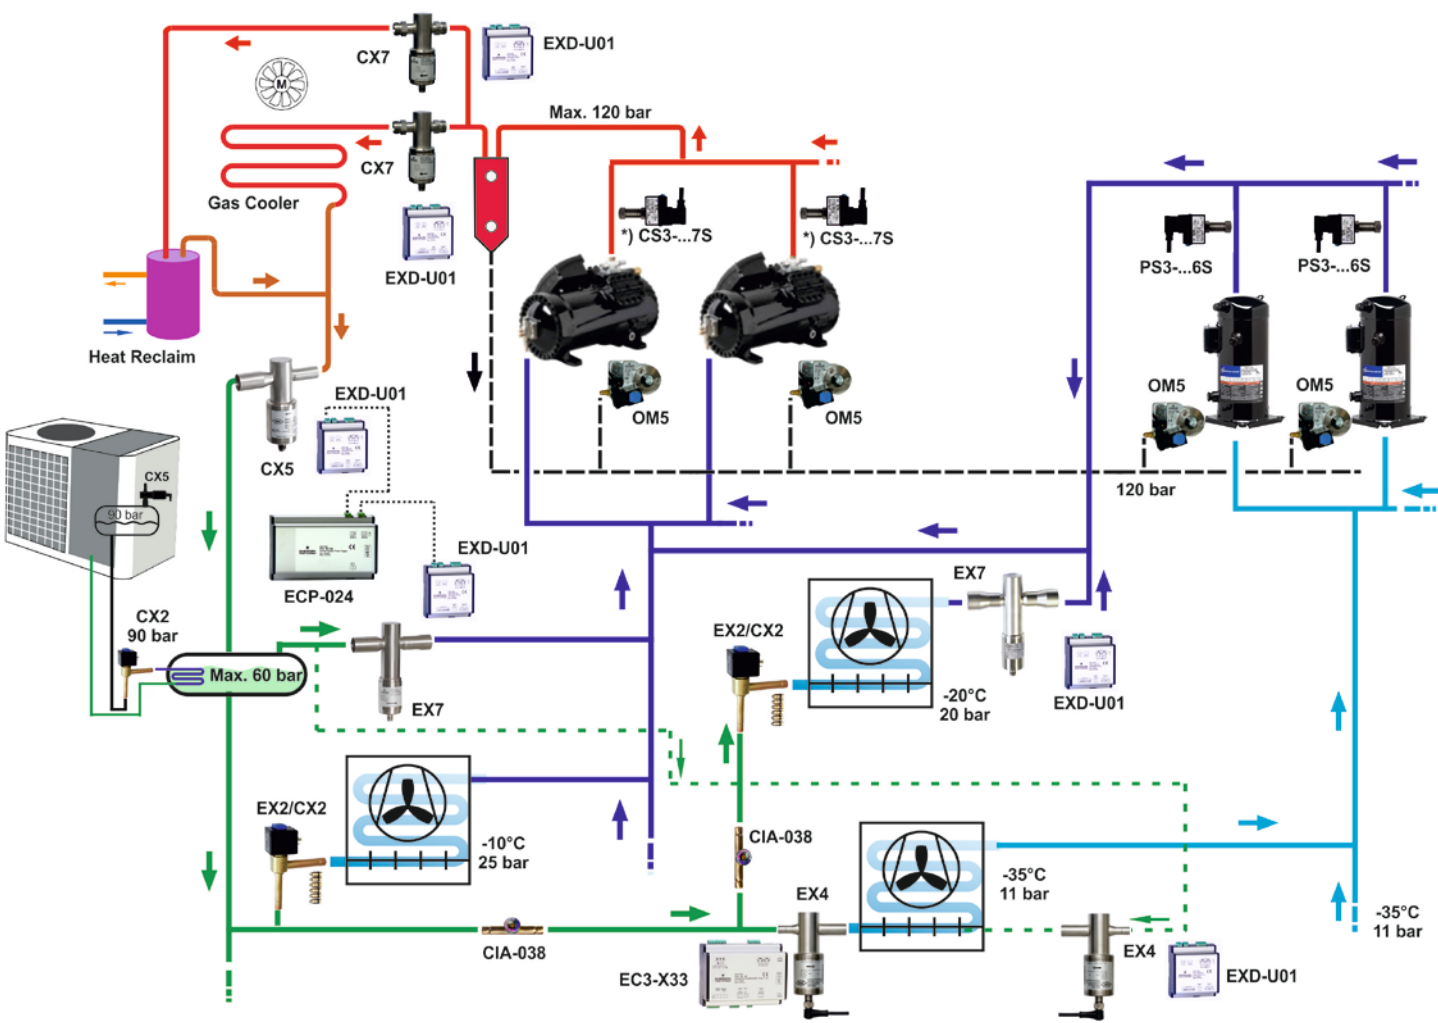 CX7
EXD-U01
M
Max. 120 bar
CX7
Gas Cooler
EXD-U01
*) CS3-...7S
*) CS3-...7S
PS3-...6S
PS3-...6S
Heat Reclaim
EXD-U01
CX5
OM5
OM5
OM5
OM5
CX5
90 bar
120 bar
ECP-024
EXD-U01
CX2
90 bar
Max. 60 bar
EX7
EX7
EX2/CX2
-20°C
20 bar
EXD-U01
EX2/CX2
-10°C
25 bar
CIA-038
-35°C
11 bar
EX4
CIA-038
EC3-X33
EX4
EXD-U01
-35°C
11 bar